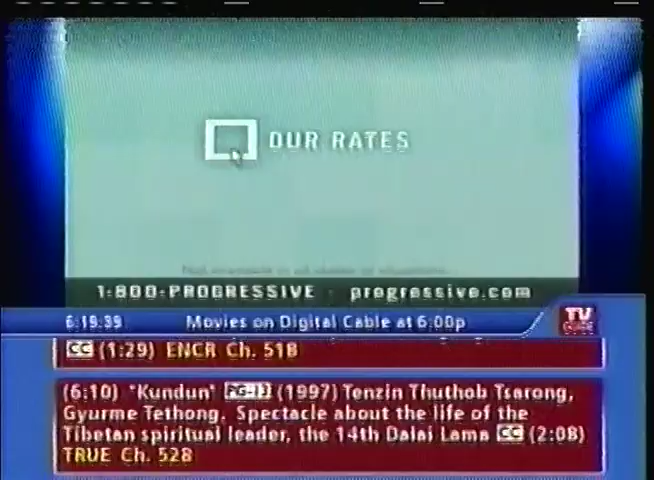 OUR RATES
1-800-PROGRESSIVE - progressive.com
6:19:39 Movies on Digital Cable at 6:00p
TV GUIDE
CC (1:29) ENCR Ch. 518
(6:10) "Kundun" PG-13 (1997) Tenzin Thuthob Tsarong,
Gyurme Tethong. Spectacle about the life of the
Tibetan spiritual leader, the 14th Dalai Lama CC (2:08)
TRUE Ch. 528